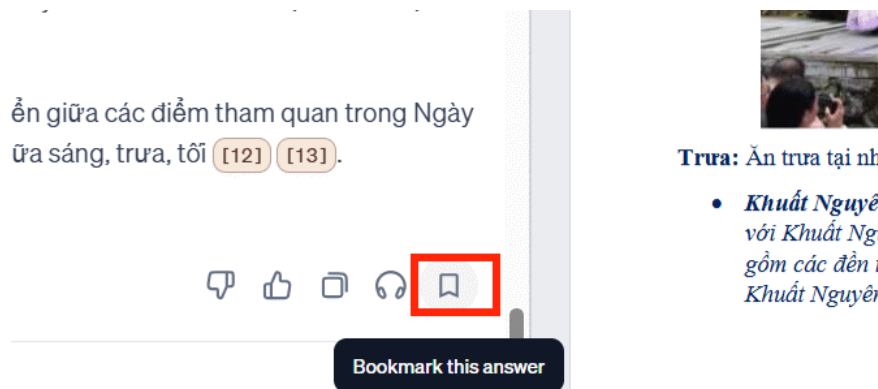 ển giữa các điểm tham quan trong Ngày
ữa sáng, trưa, tối [12] [13].
Bookmark this answer
Trưa: Ăn trưa tại nh
• Khuất Nguyê
với Khuất Ng
gồm các đền
Khuất Nguyên